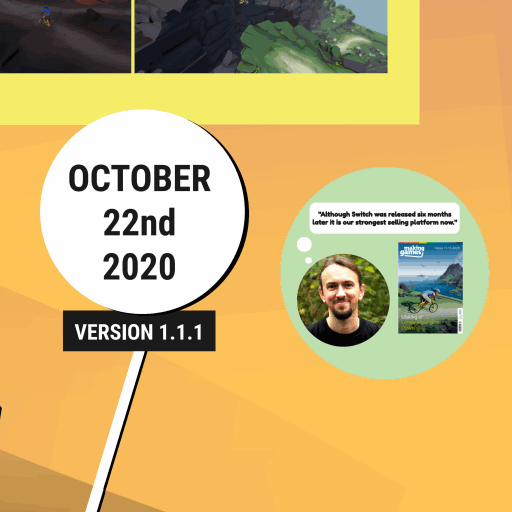 OCTOBER
22nd
2020
VERSION 1.1.1
"Although Switch was released six months
later it is our strongest selling platform now."
making
games